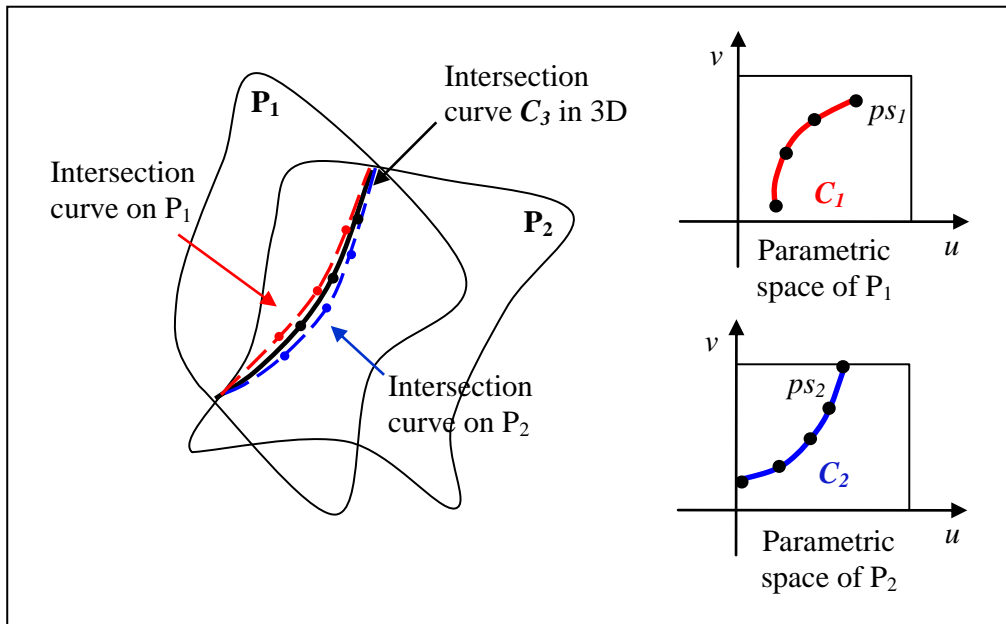 P₁
Intersection
curve C₃ in 3D
Intersection
curve on P₁
P₂
Intersection
curve on P₂
v
ps₁
C₁
u
Parametric
space of P₁
v
ps₂
C₂
u
Parametric
space of P₂